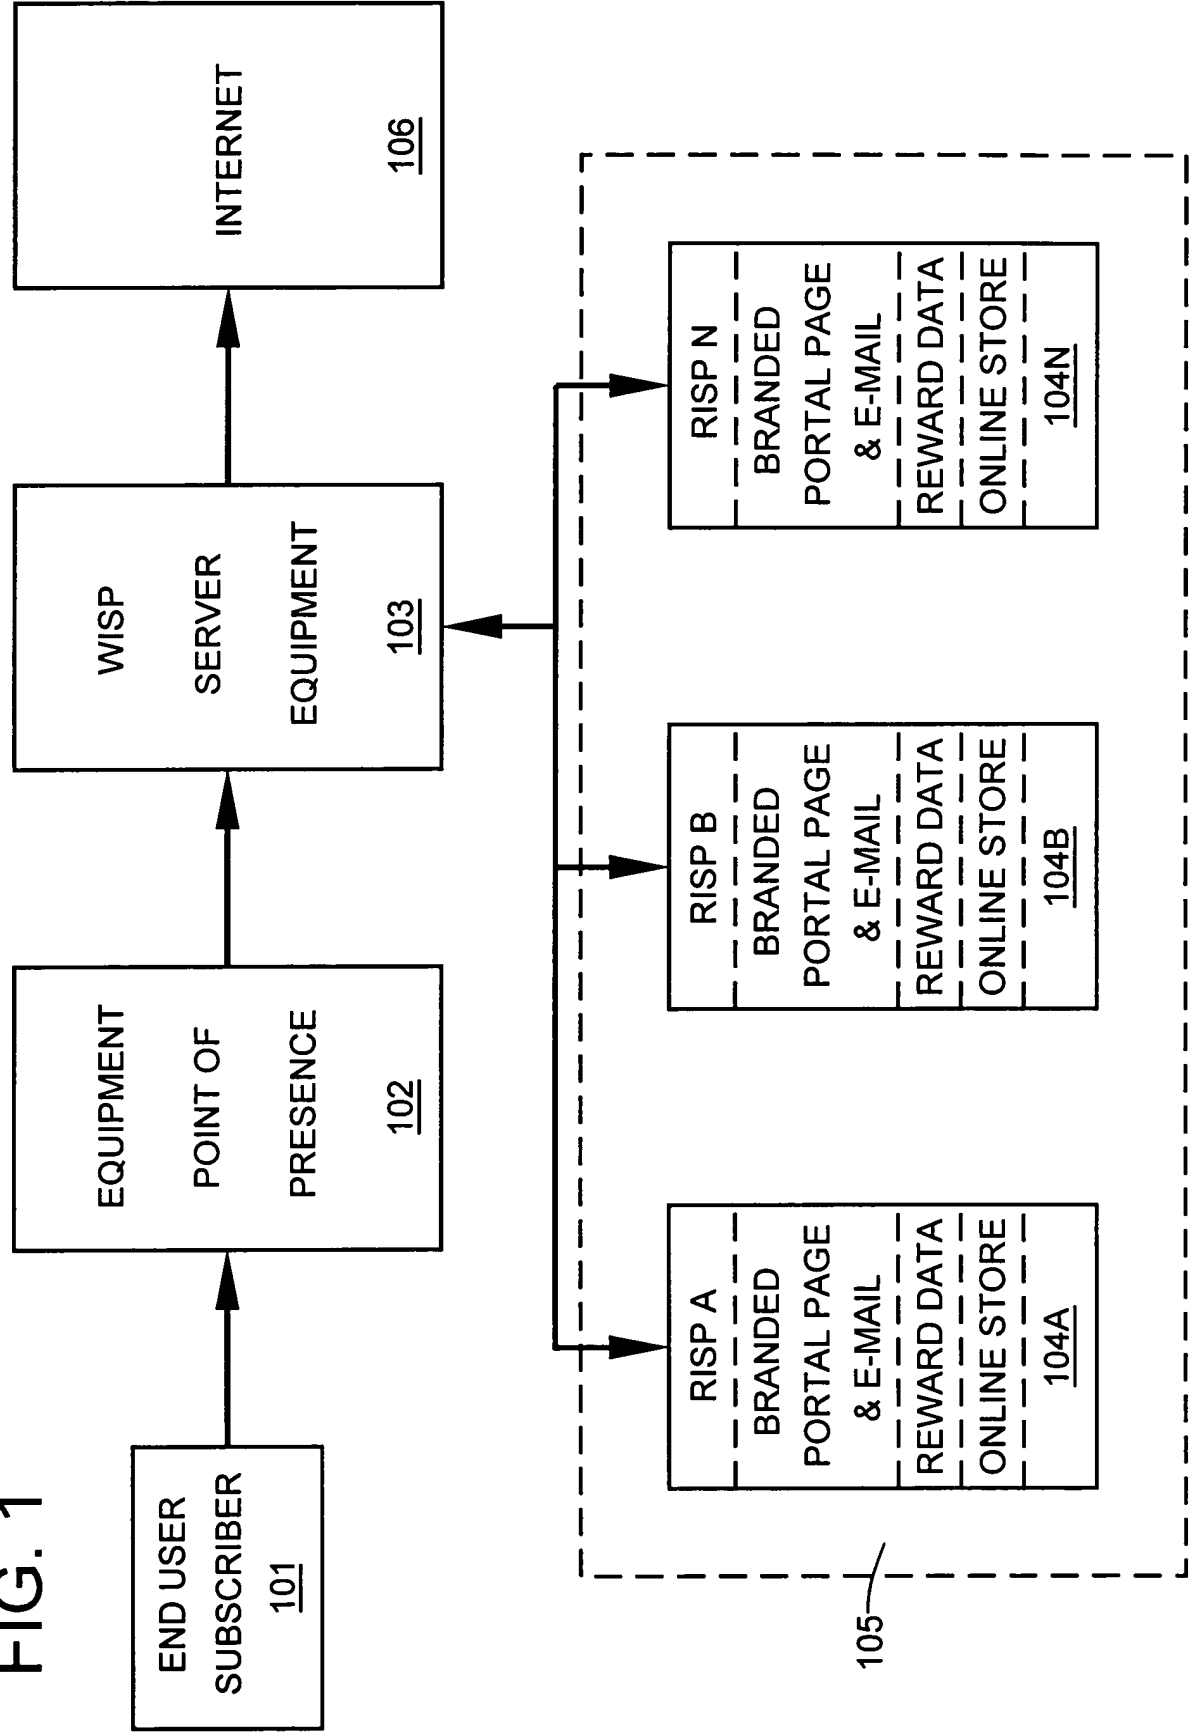 FIG. 1
END USER
SUBSCRIBER
101
EQUIPMENT
POINT OF
PRESENCE
102
WISP
SERVER
EQUIPMENT
103
INTERNET
106
RISP A
BRANDED
PORTAL PAGE
& E-MAIL
REWARD DATA
ONLINE STORE
104A
RISP B
BRANDED
PORTAL PAGE
& E-MAIL
REWARD DATA
ONLINE STORE
104B
RISP N
BRANDED
PORTAL PAGE
& E-MAIL
REWARD DATA
ONLINE STORE
104N
105